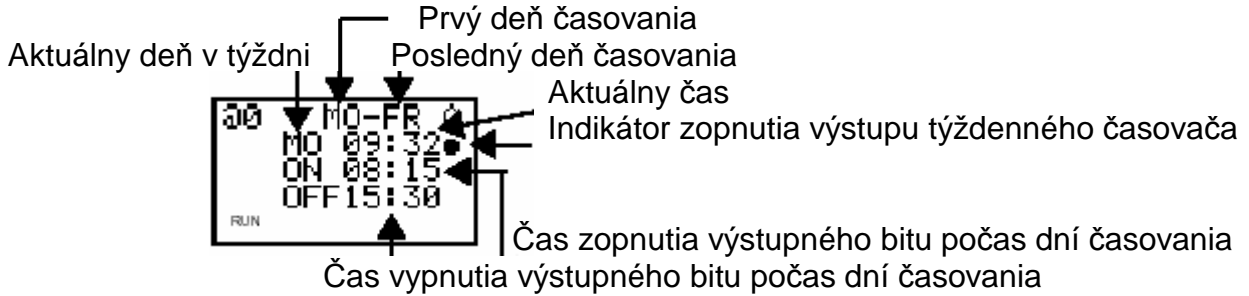 Prvý deň časovania
Aktuálny deň v týždni
Posledný deň časovania
Aktuálny čas
Indikátor zopnutia výstupu týždenného časovača
@0 MO-FR
MO 09:32●
ON 08:15
OFF15:30
RUN
Čas zopnutia výstupného bitu počas dní časovania
Čas vypnutia výstupného bitu počas dní časovania